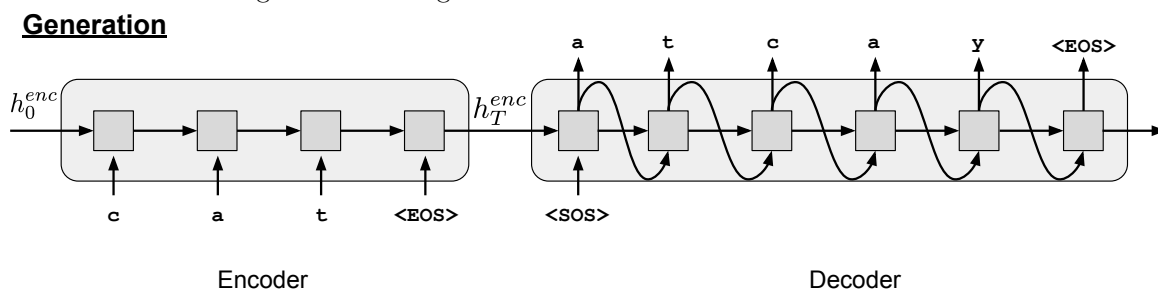 Generation
a t c a y <EOS>
h_0^{enc} h_T^{enc}
c a t <EOS> <SOS>
Encoder Decoder